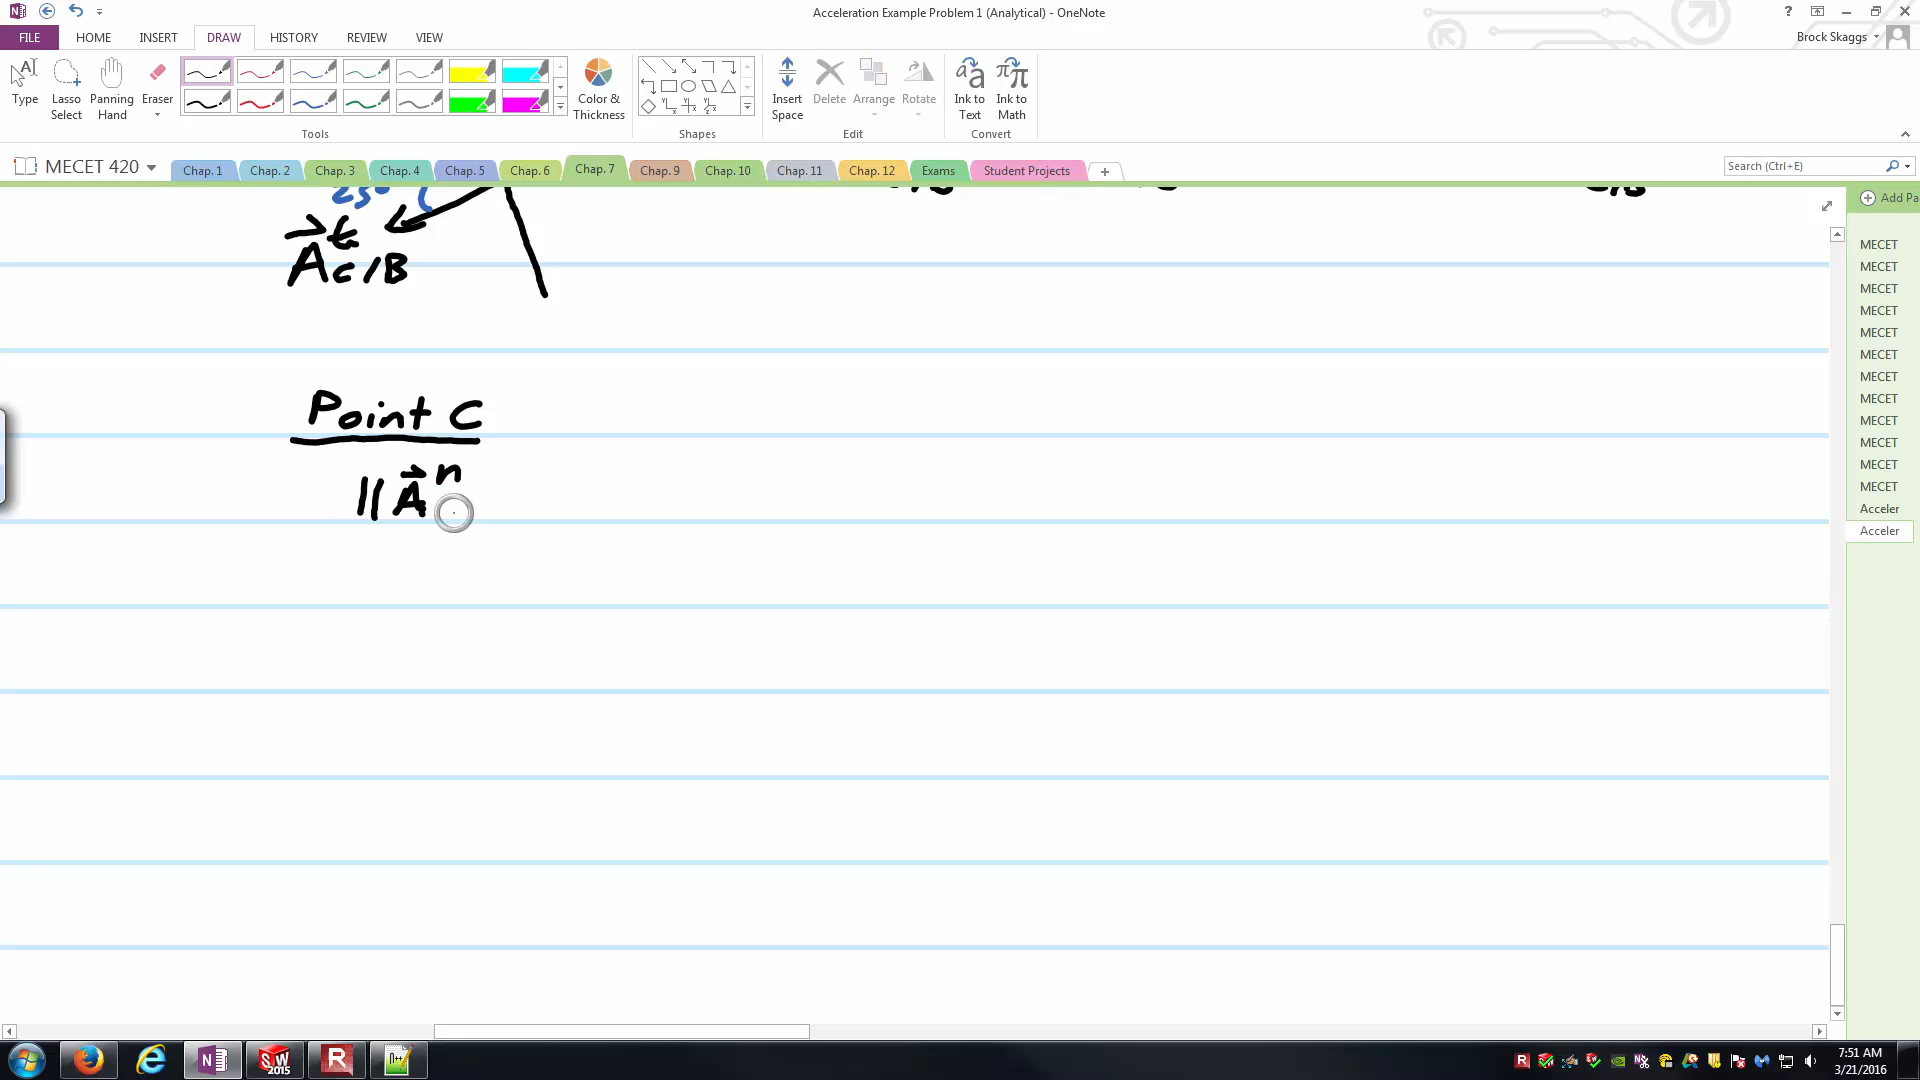 Acceleration Example Problem 1 (Analytical) - OneNote
?
FILE HOME INSERT DRAW HISTORY REVIEW VIEW
Brock Skaggs
Type
Lasso Select
Panning Hand
Eraser
Color & Thickness
Insert Space
Delete
Arrange
Rotate
Ink to Text
Ink to Math
Tools Shapes Edit Convert
MECET 420
Chap. 1 Chap. 2 Chap. 3 Chap. 4 Chap. 5 Chap. 6 Chap. 7 Chap. 9 Chap. 10 Chap. 11 Chap. 12 Exams Student Projects +
Search (Ctrl+E)
Add Pa
MECET
MECET
MECET
MECET
MECET
MECET
MECET
MECET
MECET
MECET
MECET
MECET
Acceler
Acceler
25°
A⃗ᵗ C/B
Point C
|| A⃗ⁿ
SW 2015
R
7:51 AM
3/21/2016